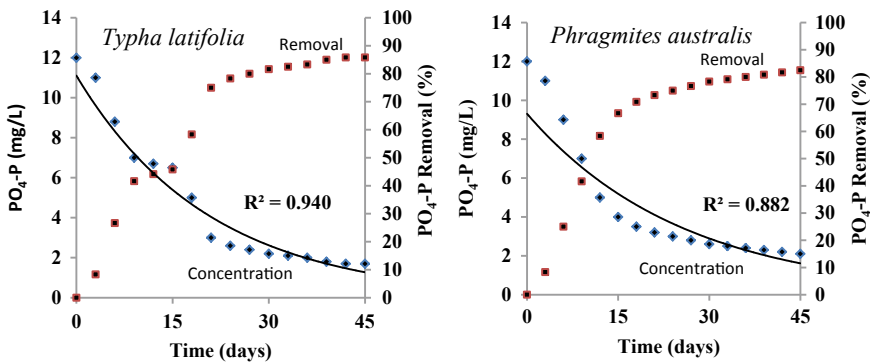 Typha latifolia
Removal
R² = 0.940
Concentration
PO₄-P (mg/L)
14
12
10
8
6
4
2
0
PO₄-P Removal (%)
100
90
80
70
60
50
40
30
20
10
0
0 15 30 45
Time (days)
Phragmites australis
Removal
R² = 0.882
Concentration
PO₄-P (mg/L)
14
12
10
8
6
4
2
0
PO₄-P Removal (%)
100
90
80
70
60
50
40
30
20
10
0
0 15 30 45
Time (days)